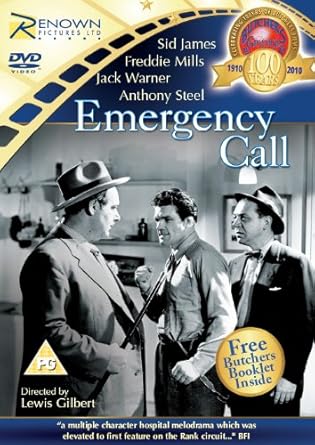 RENOWN
PICTURES LTD
DVD
VIDEO
1910
100
2010
YEARS
Sid James
Freddie Mills
Jack Warner
Anthony Steel
Emergency
Call
PG
Free
Butchers
Booklet
Inside
Directed by
Lewis Gilbert
"a multiple character hospital melodrama which was
elevated to first feature on the Rank circuit..." BFI